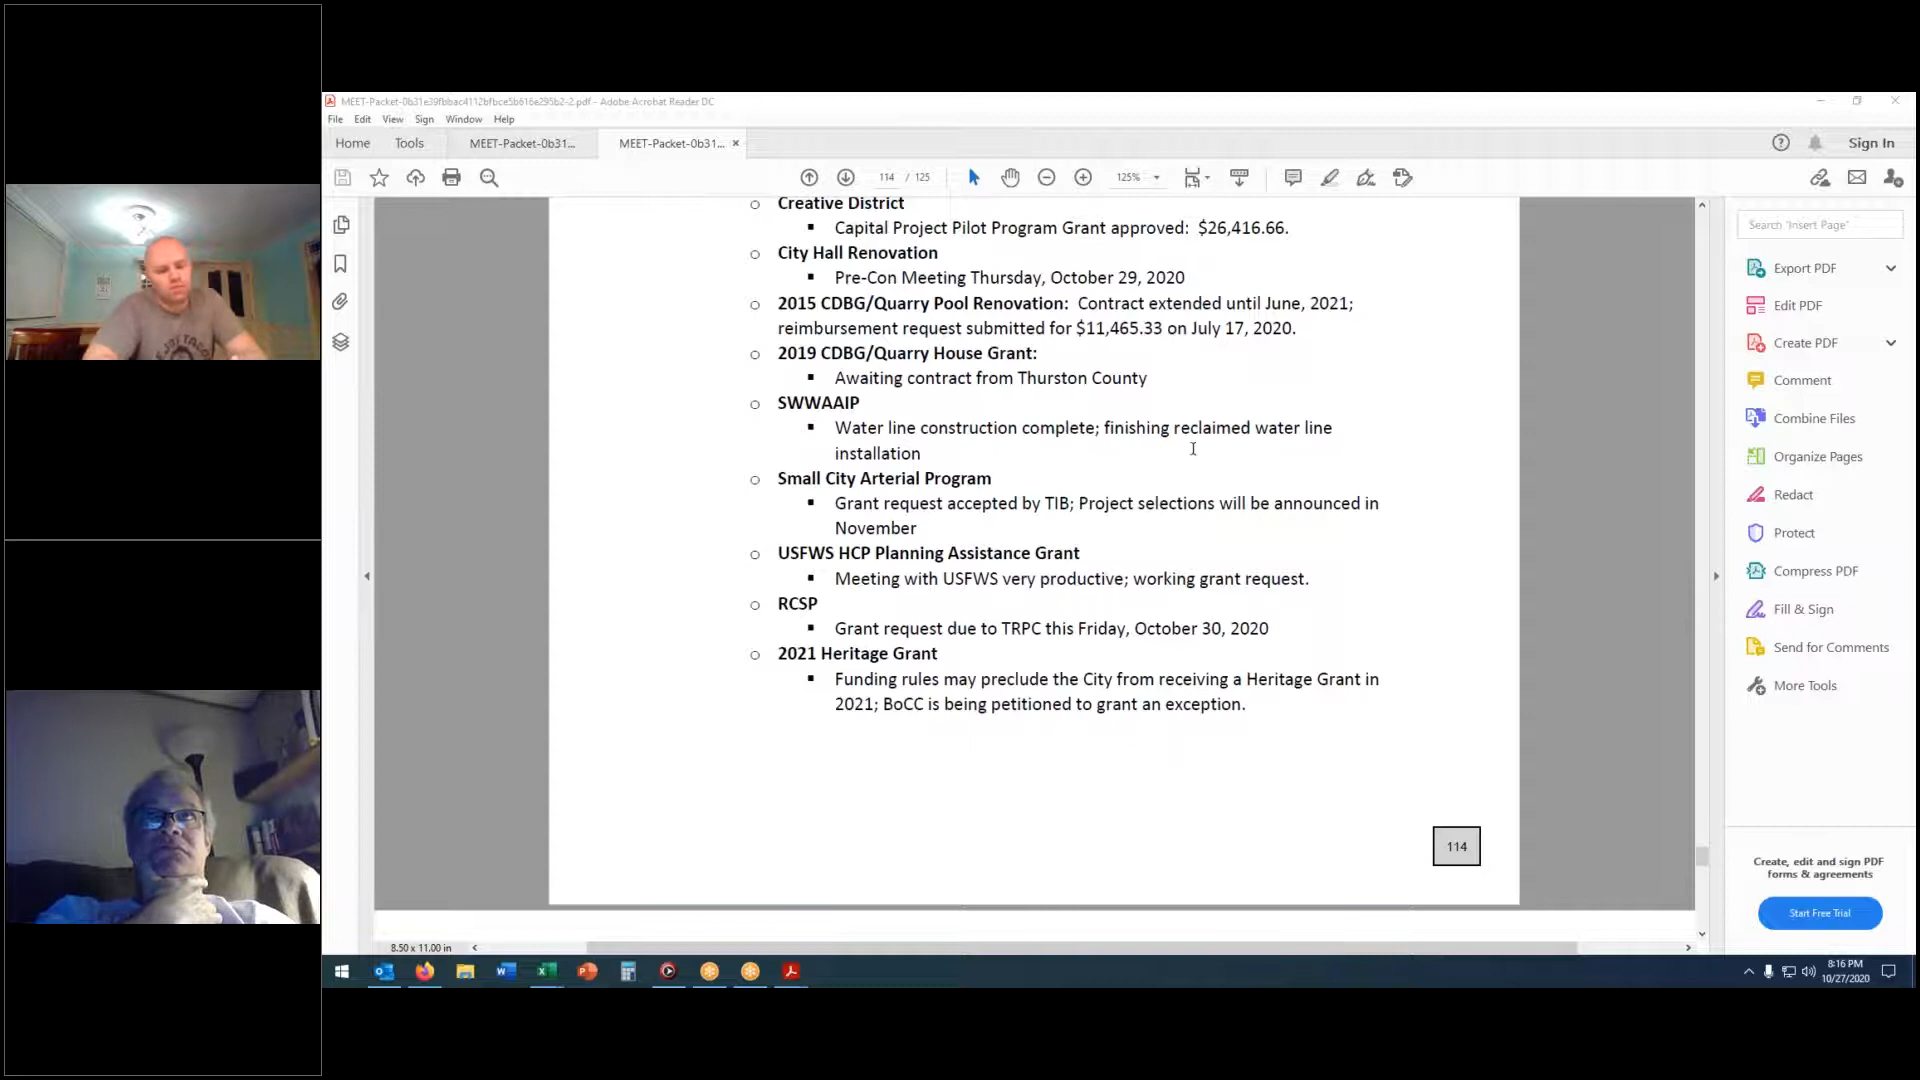 MEET-Packet-0b31e39fbbac4112bfbce5b616e295b2-2.pdf - Adobe Acrobat Reader DC
File Edit View Sign Window Help
Home Tools MEET-Packet-0b31... MEET-Packet-0b31... × Sign In
114 / 125 125%
Creative District
Capital Project Pilot Program Grant approved: $26,416.66.
City Hall Renovation
Pre-Con Meeting Thursday, October 29, 2020
2015 CDBG/Quarry Pool Renovation: Contract extended until June, 2021;
reimbursement request submitted for $11,465.33 on July 17, 2020.
2019 CDBG/Quarry House Grant:
Awaiting contract from Thurston County
SWWAAIP
Water line construction complete; finishing reclaimed water line
installation
Small City Arterial Program
Grant request accepted by TIB; Project selections will be announced in
November
USFWS HCP Planning Assistance Grant
Meeting with USFWS very productive; working grant request.
RCSP
Grant request due to TRPC this Friday, October 30, 2020
2021 Heritage Grant
Funding rules may preclude the City from receiving a Heritage Grant in
2021; BoCC is being petitioned to grant an exception.
114
8.50 x 11.00 in
Search "Insert Page"
Export PDF
Edit PDF
Create PDF
Comment
Combine Files
Organize Pages
Redact
Protect
Compress PDF
Fill & Sign
Send for Comments
More Tools
Create, edit and sign PDF
forms & agreements
Start Free Trial
8:16 PM
10/27/2020